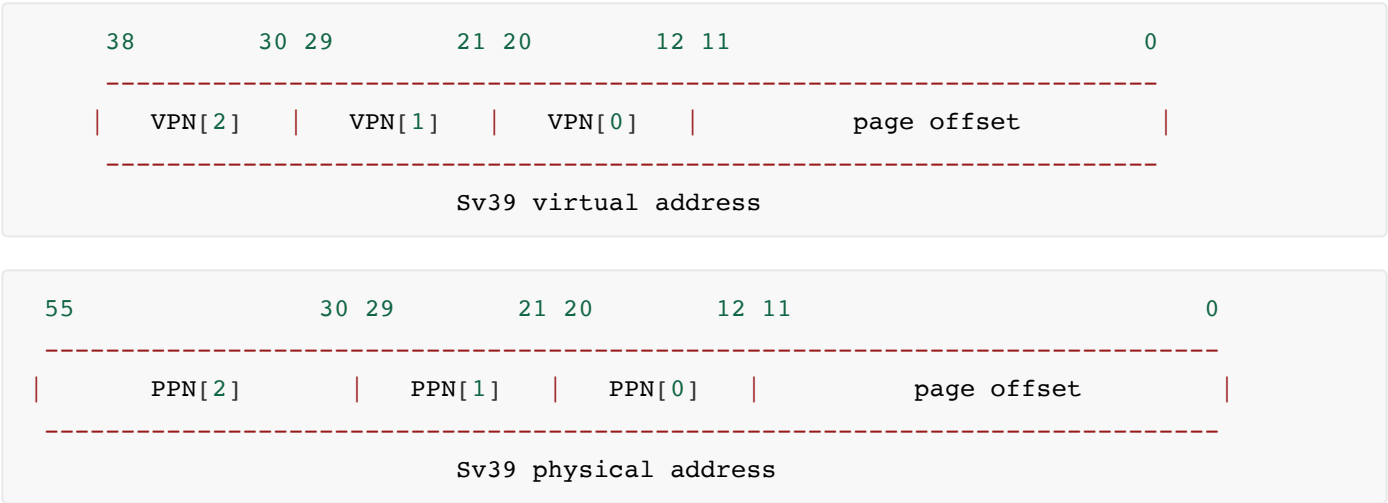 38 30 29 21 20 12 11 0
----------------------------------------------------------------------
| VPN[2] | VPN[1] | VPN[0] | page offset |
----------------------------------------------------------------------
Sv39 virtual address
55 30 29 21 20 12 11 0
------------------------------------------------------------------------------
| PPN[2] | PPN[1] | PPN[0] | page offset |
------------------------------------------------------------------------------
Sv39 physical address